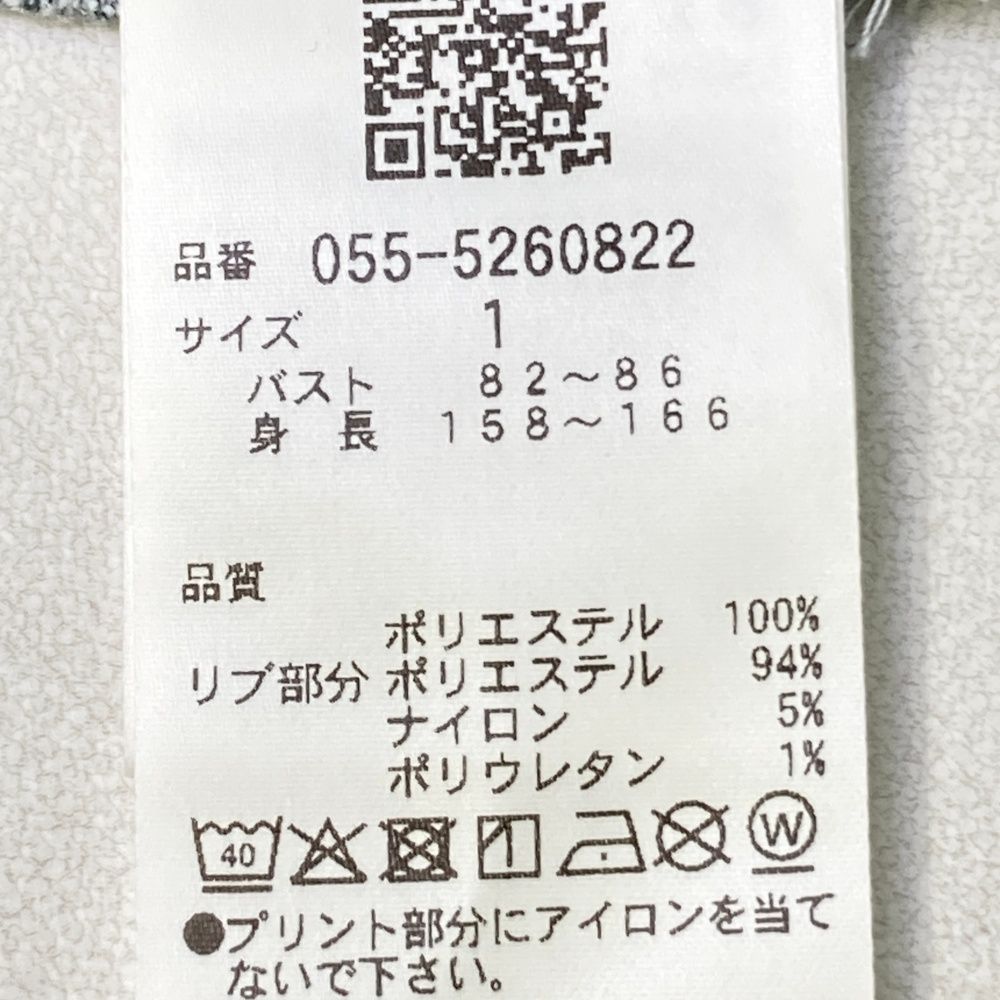 品番 055-5260822
サイズ 1
バスト 82～86
身長 158～166
品質
ポリエステル 100%
リブ部分 ポリエステル 94%
ナイロン 5%
ポリウレタン 1%
40 W
●プリント部分にアイロンを当て
ないで下さい。